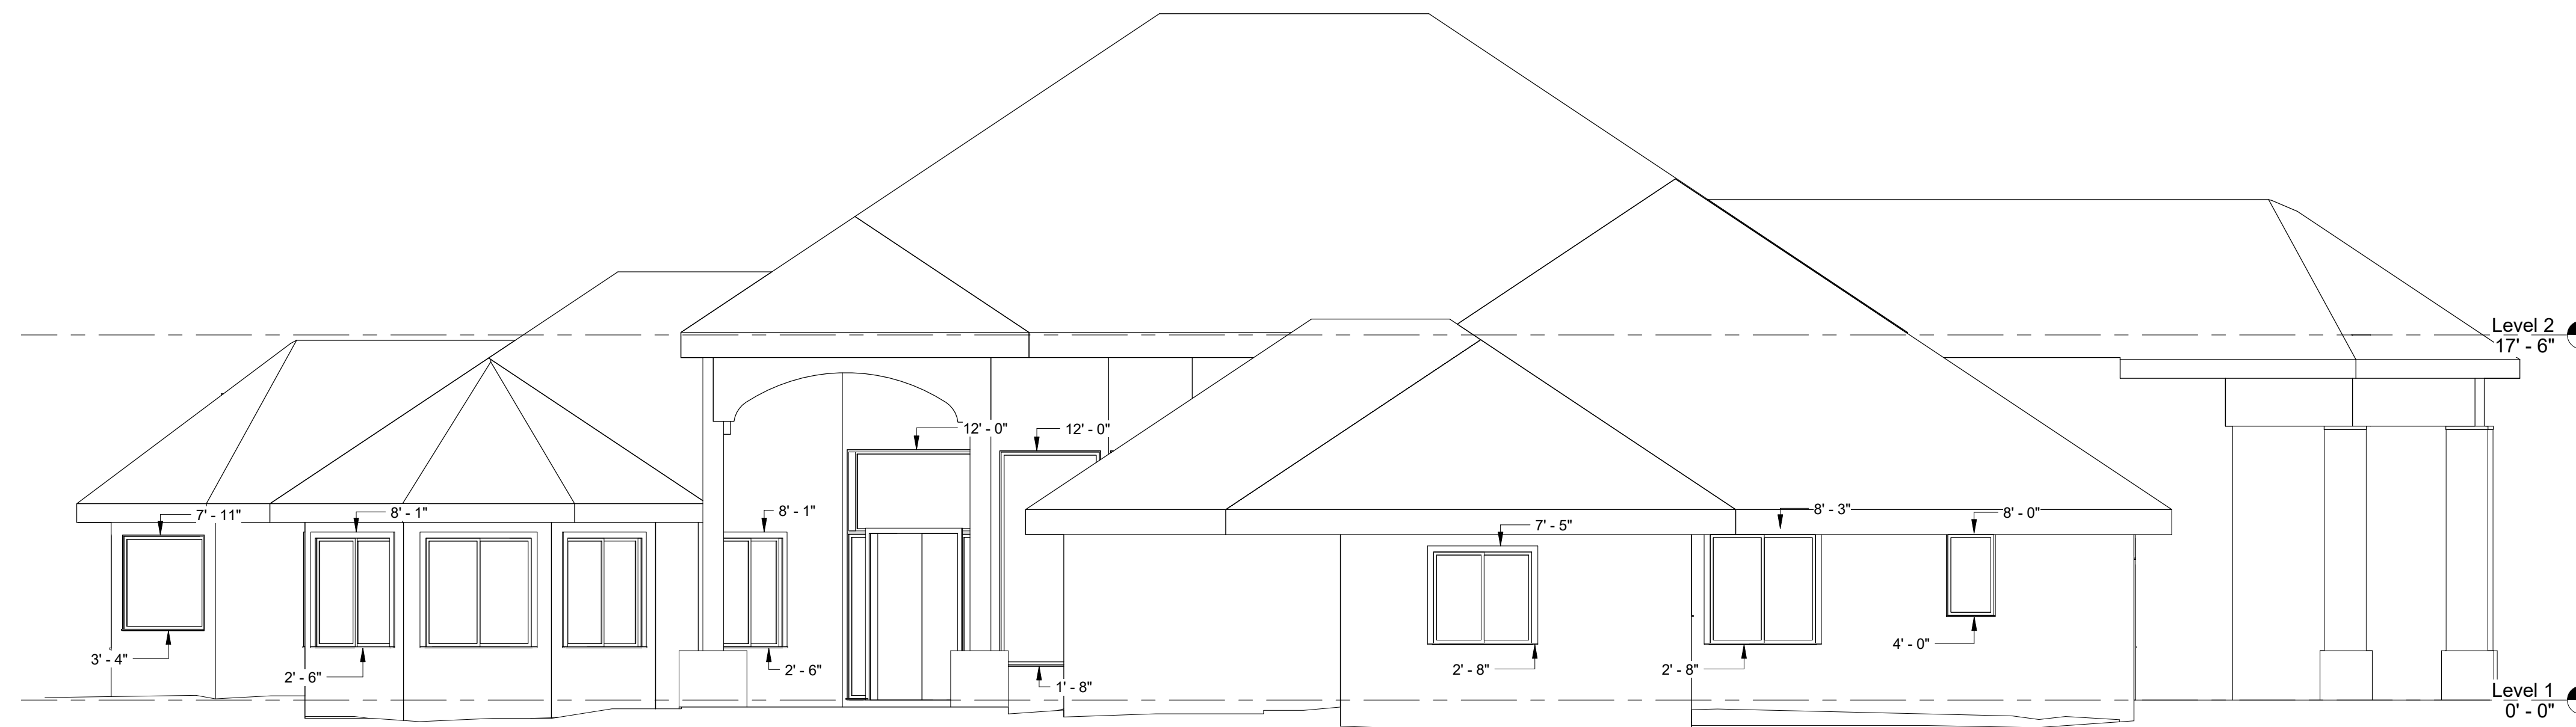 Level 2
17' - 6"
12' - 0"
12' - 0"
7' - 11"
8' - 1"
8' - 1"
8' - 3"
8' - 0"
7' - 5"
3' - 4"
2' - 6"
2' - 6"
1' - 8"
2' - 8"
2' - 8"
4' - 0"
Level 1
0' - 0"